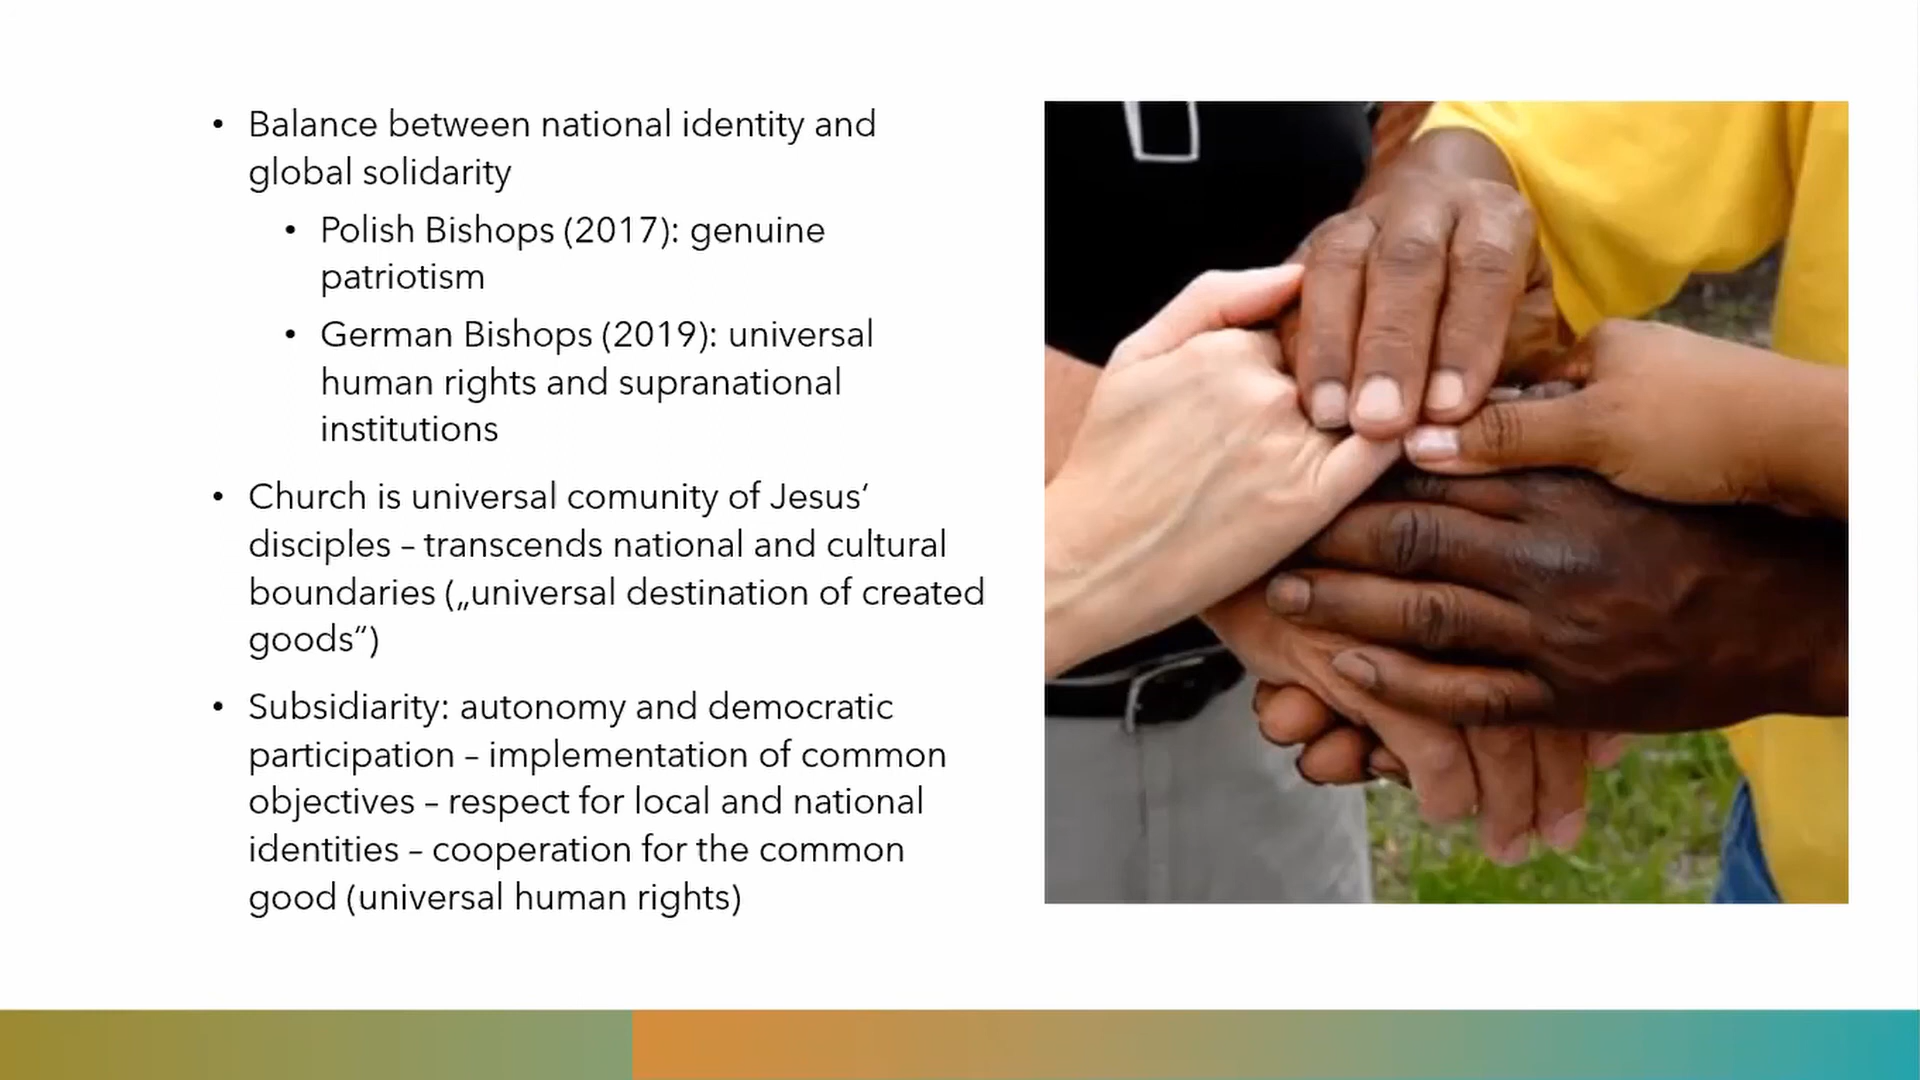 • Balance between national identity and
global solidarity
• Polish Bishops (2017): genuine
patriotism
• German Bishops (2019): universal
human rights and supranational
institutions
• Church is universal comunity of Jesus‘
disciples – transcends national and cultural
boundaries („universal destination of created
goods“)
• Subsidiarity: autonomy and democratic
participation – implementation of common
objectives – respect for local and national
identities – cooperation for the common
good (universal human rights)